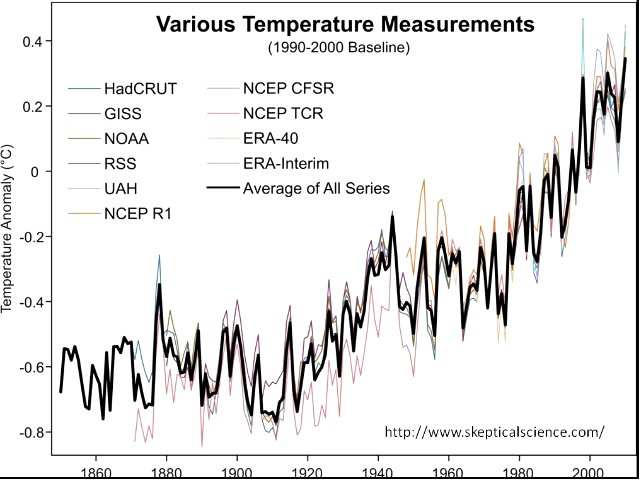 Various Temperature Measurements
(1990-2000 Baseline)
HadCRUT
GISS
NOAA
RSS
UAH
NCEP R1
NCEP CFSR
NCEP TCR
ERA-40
ERA-Interim
Average of All Series
Temperature Anomaly (°C)
0.4
0.2
0
-0.2
-0.4
-0.6
-0.8
http://www.skepticalscience.com/
1860
1880
1900
1920
1940
1960
1980
2000